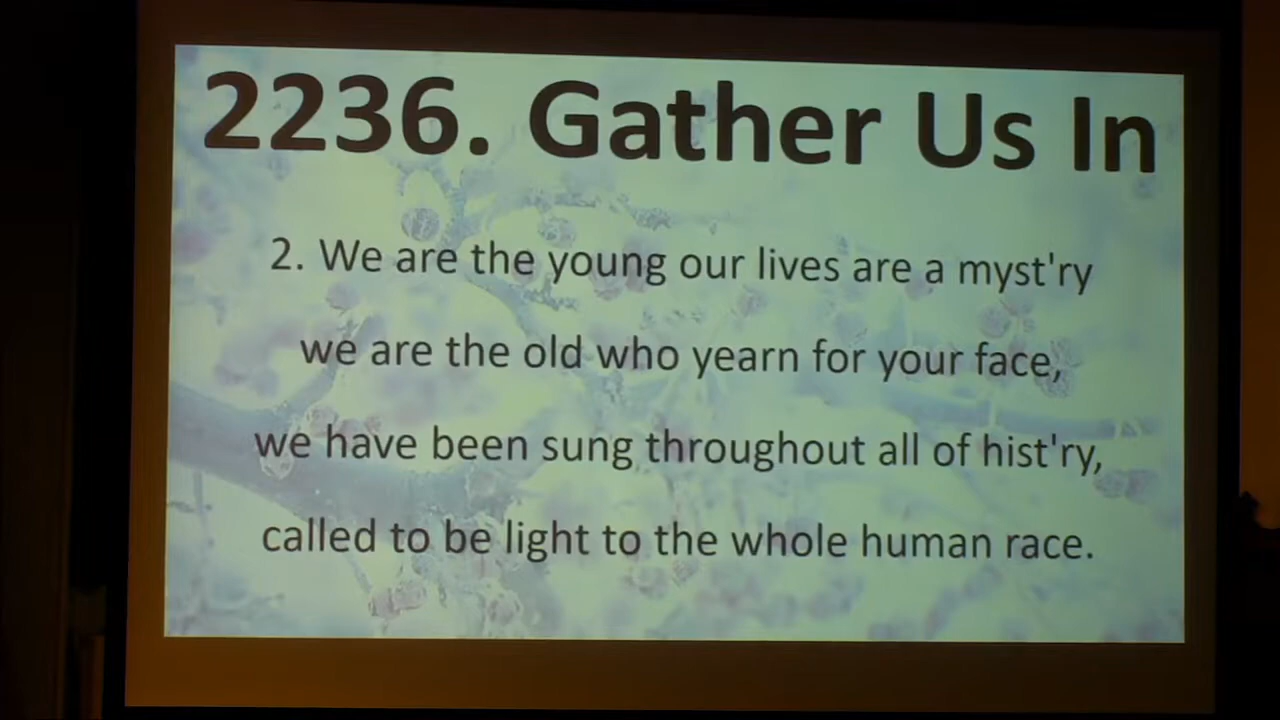 2236. Gather Us In
2. We are the young our lives are a myst'ry
we are the old who yearn for your face,
we have been sung throughout all of hist'ry,
called to be light to the whole human race.